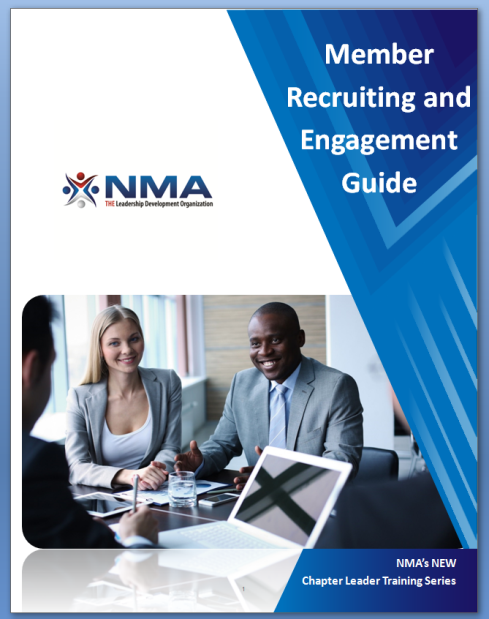 Member
Recruiting and
Engagement
Guide
NMA
THE Leadership Development Organization
NMA's NEW
Chapter Leader Training Series